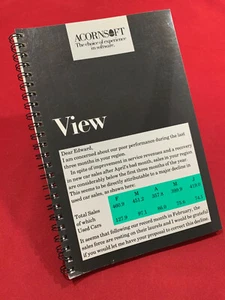 ACORNSOFT
The choice of experience
in software.
View
Dear Edward,
I am concerned about our poor performance during the last
three months in your region.
In spite of improvement in service revenues and a recovery
in new car sales after April's bad month, sales in your region
are considerably below the first three months of the year
This seems to be directly attributable to a major decline in
used car sales, as shown here:
F M A M J
Total Sales
of which
Used Cars
It seems that following our record month in February, the
sales force are resting on their laurels and I would be grateful
if you would let me have your proposal to correct this decline.